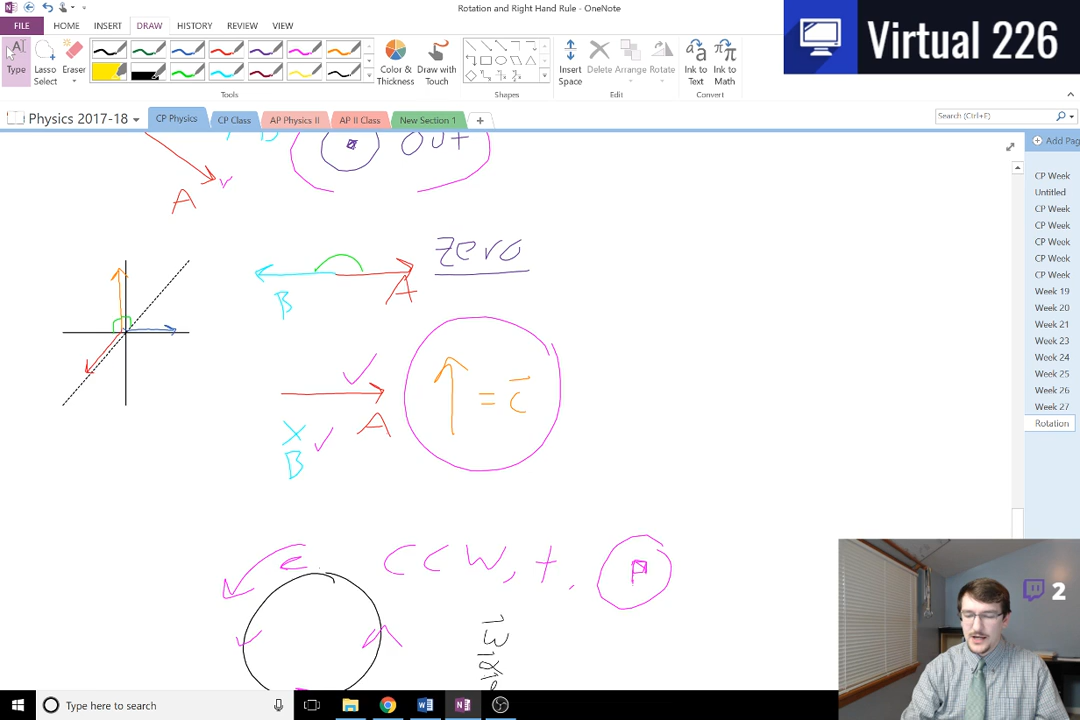 Rotation and Right Hand Rule - OneNote
FILE HOME INSERT DRAW HISTORY REVIEW VIEW
Virtual 226
Type
Lasso Select
Eraser
Color & Thickness
Draw with Touch
Insert Space
Delete
Arrange
Rotate
Ink to Text
Ink to Math
Tools
Shapes
Edit
Convert
Physics 2017-18
CP Physics
CP Class
AP Physics II
AP II Class
New Section 1
Search (Ctrl+E)
Add Pag
CP Week
Untitled
CP Week
CP Week
CP Week
CP Week
CP Week
Week 19
Week 20
Week 21
Week 23
Week 24
Week 25
Week 26
Week 27
Rotation
OUT
A
zero
B A
↑ = c
A
X
B
CCW, +,
2
Type here to search